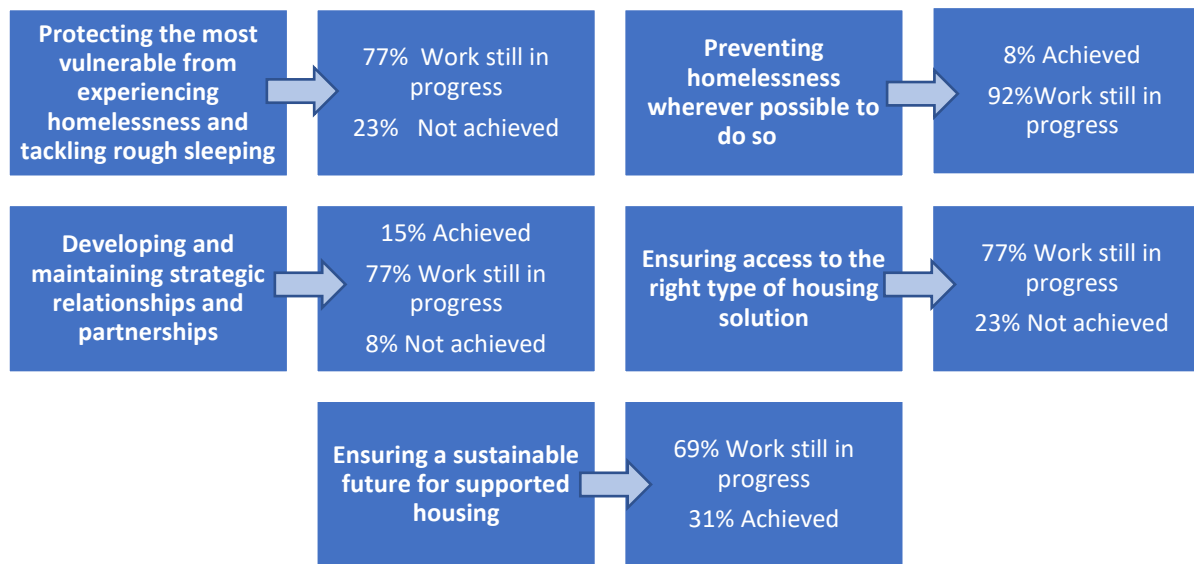 Protecting the most
vulnerable from
experiencing
homelessness and
tackling rough sleeping
77% Work still in
progress
23% Not achieved
Preventing
homelessness
wherever possible to
do so
8% Achieved
92%Work still in
progress
Developing and
maintaining strategic
relationships and
partnerships
15% Achieved
77% Work still in
progress
8% Not achieved
Ensuring access to the
right type of housing
solution
77% Work still in
progress
23% Not achieved
Ensuring a sustainable
future for supported
housing
69% Work still in
progress
31% Achieved